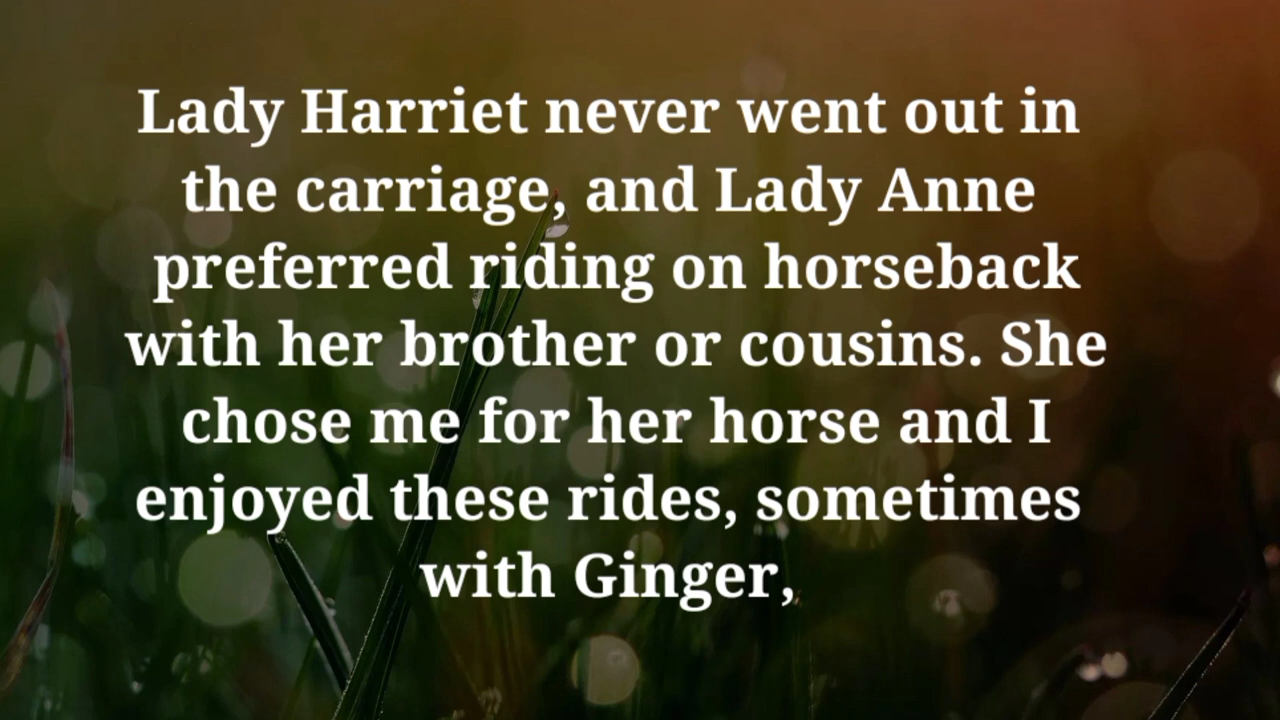 Lady Harriet never went out in
the carriage, and Lady Anne
preferred riding on horseback
with her brother or cousins. She
chose me for her horse and I
enjoyed these rides, sometimes
with Ginger,